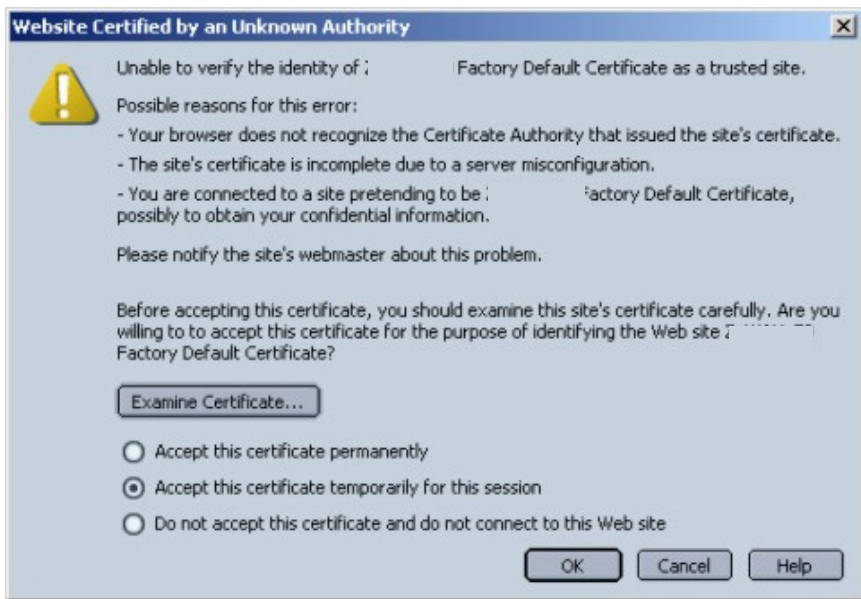 Website Certified by an Unknown Authority
Unable to verify the identity of Factory Default Certificate as a trusted site.
Possible reasons for this error:
- Your browser does not recognize the Certificate Authority that issued the site's certificate.
- The site's certificate is incomplete due to a server misconfiguration.
- You are connected to a site pretending to be Factory Default Certificate,
possibly to obtain your confidential information.
Please notify the site's webmaster about this problem.
Before accepting this certificate, you should examine this site's certificate carefully. Are you
willing to to accept this certificate for the purpose of identifying the Web site
Factory Default Certificate?
Examine Certificate...
Accept this certificate permanently
Accept this certificate temporarily for this session
Do not accept this certificate and do not connect to this Web site
OK Cancel Help